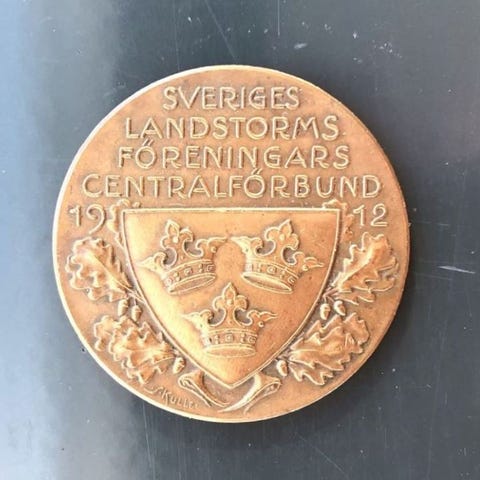 SVERIGES
LANDSTORMS
FÖRENINGARS
CENTRALFÖRBUND
19 12